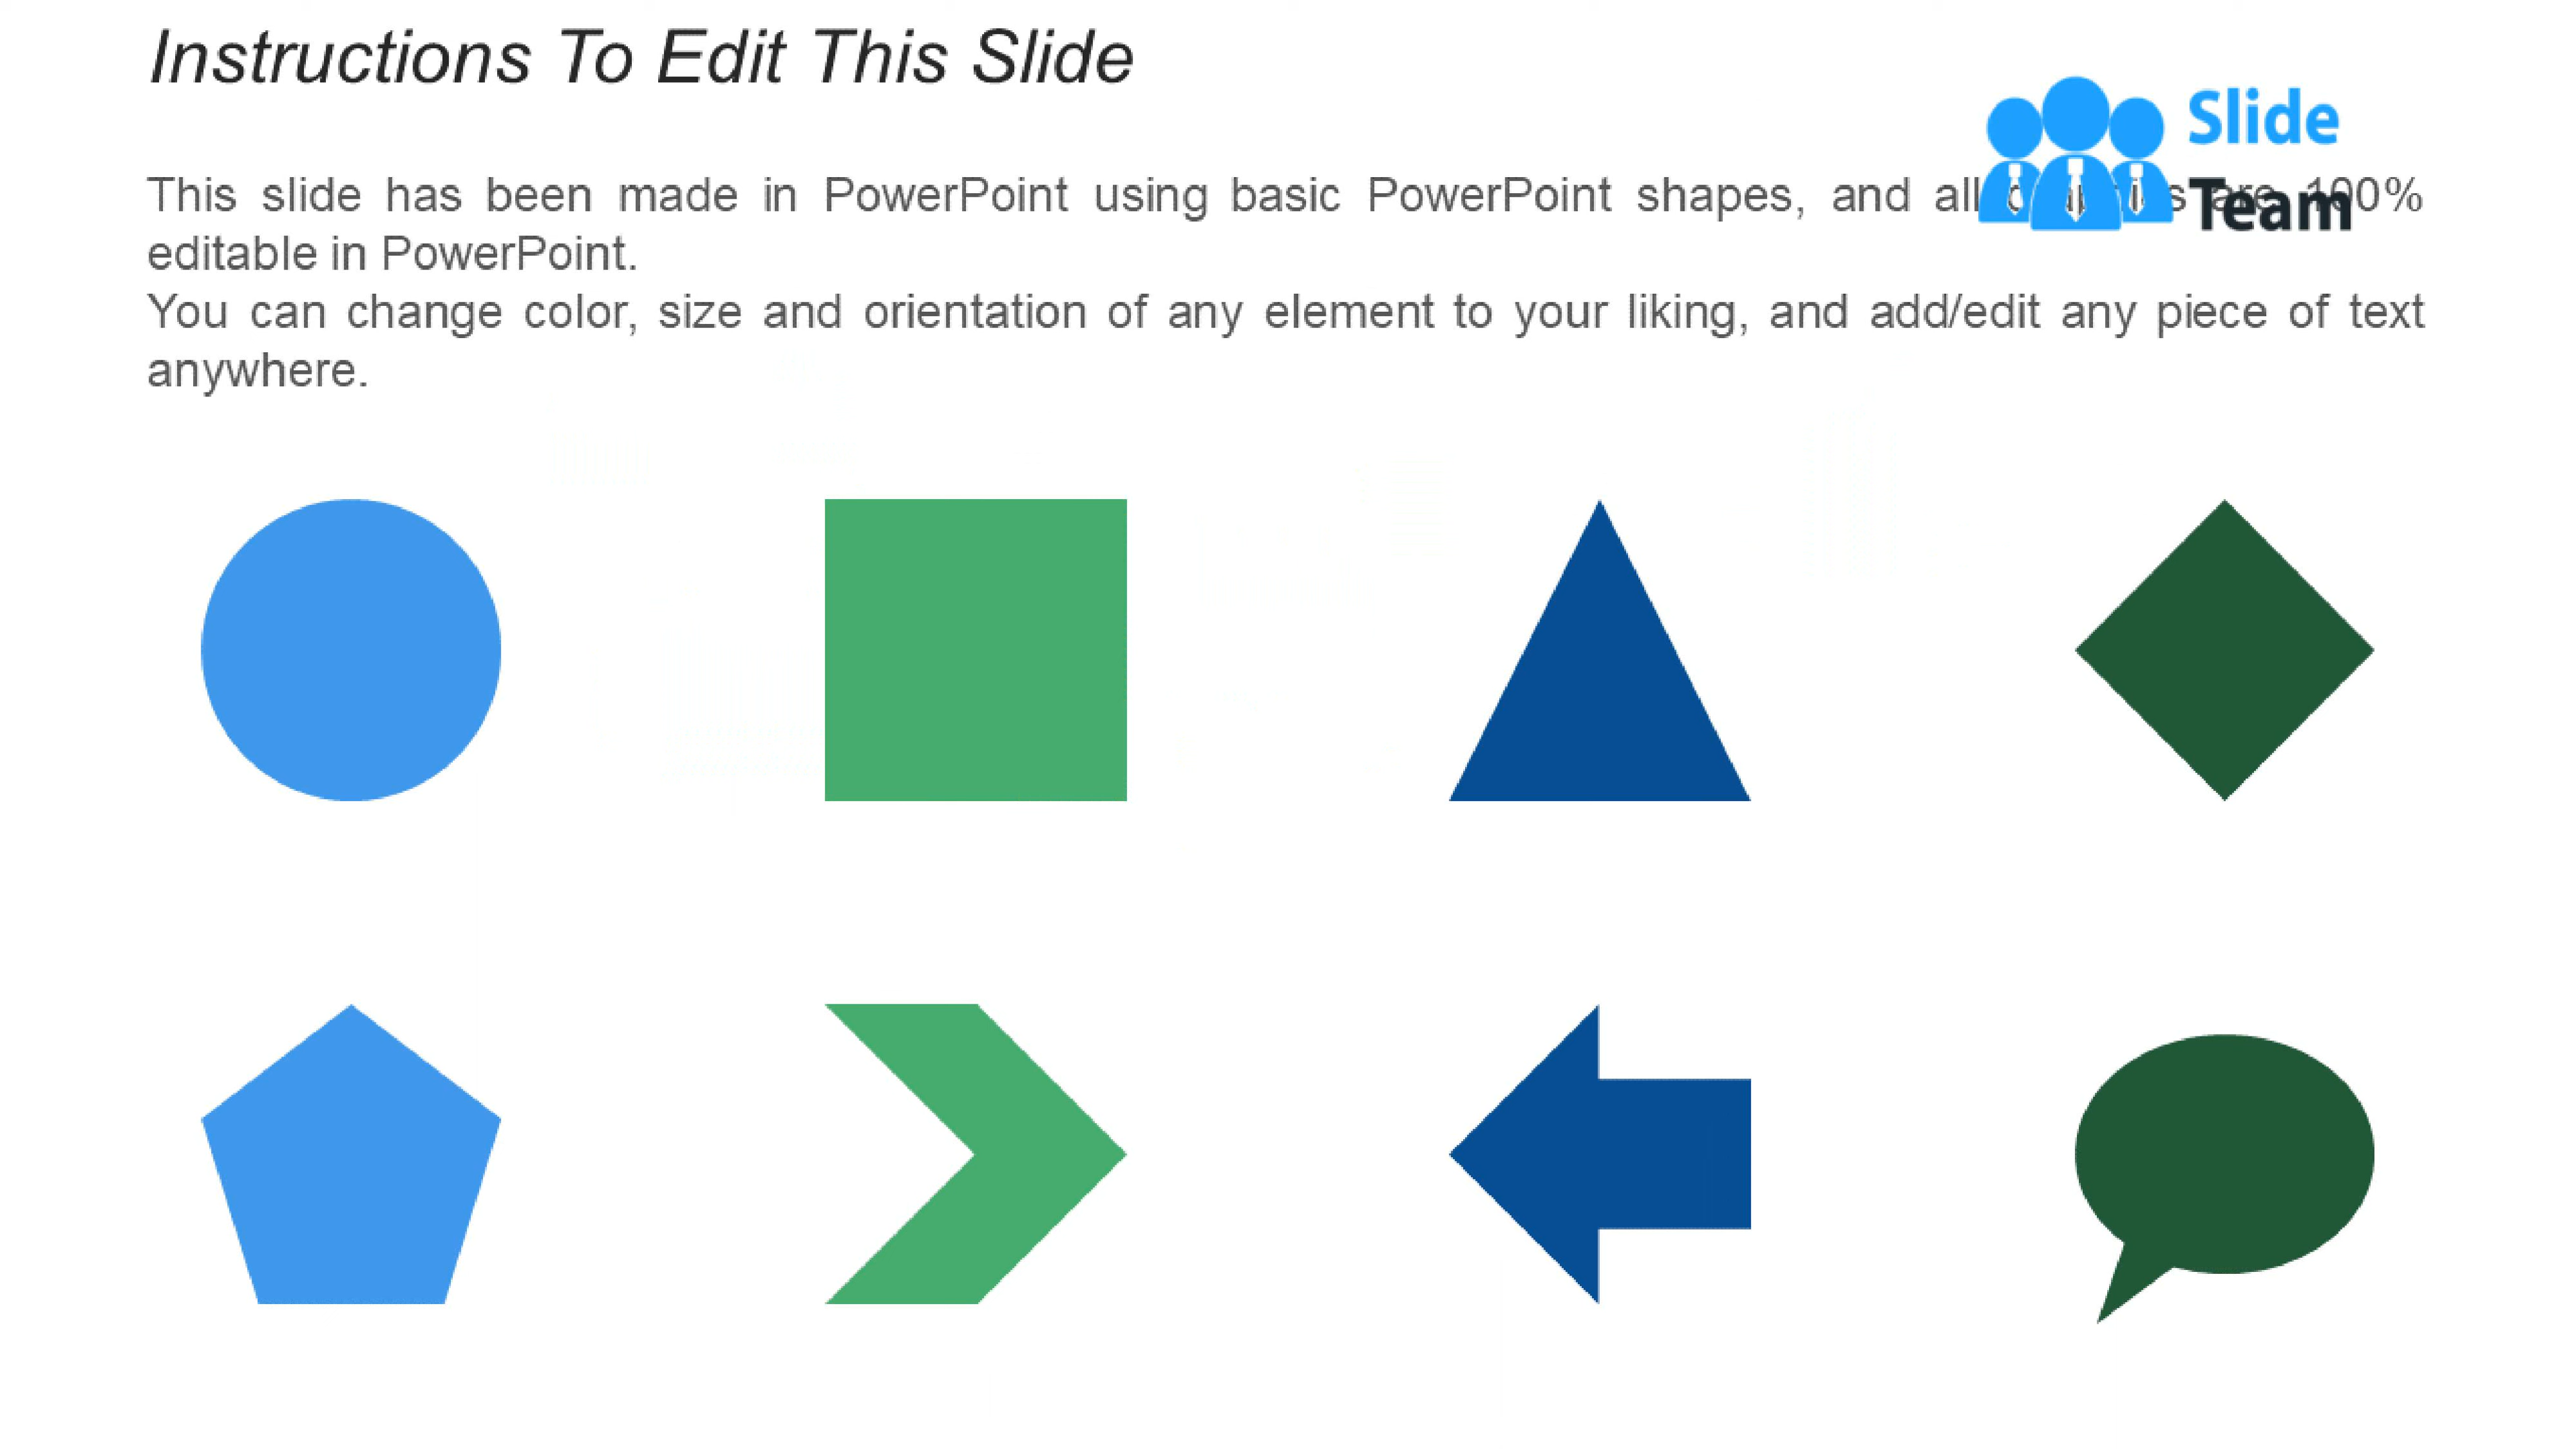 Instructions To Edit This Slide
Slide
Team
This slide has been made in PowerPoint using basic PowerPoint shapes, and all are 100%
editable in PowerPoint.
You can change color, size and orientation of any element to your liking, and add/edit any piece of text
anywhere.